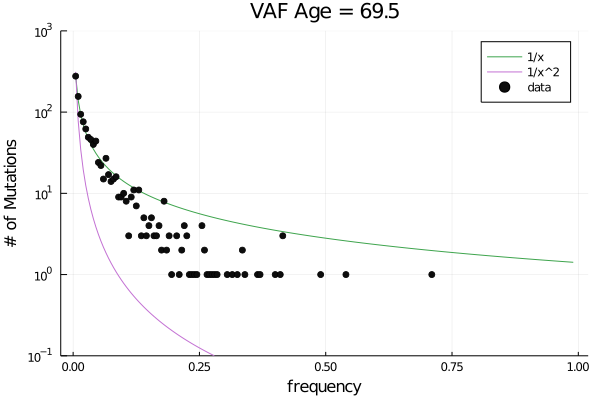 VAF Age = 69.5
10^3
10^2
10^1
10^0
10^-1
# of Mutations
1/x
1/x^2
data
0.00 0.25 0.50 0.75 1.00
frequency